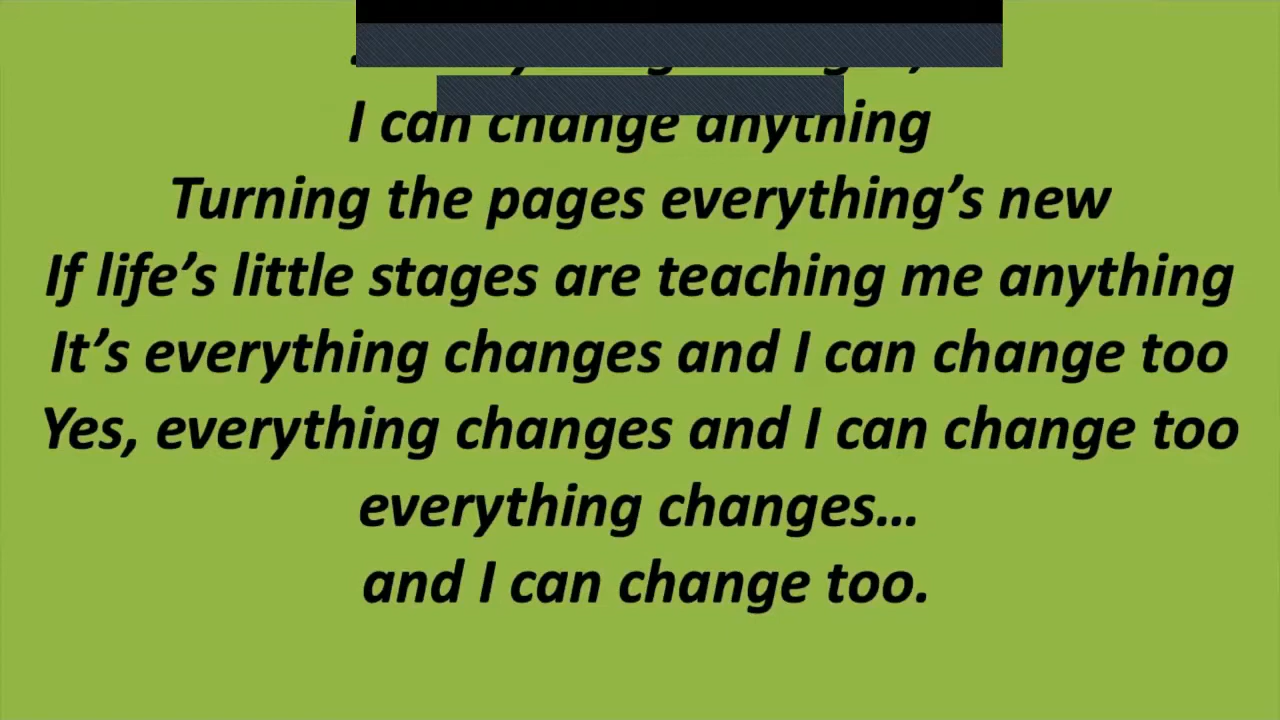 I can change anything
Turning the pages everything’s new
If life’s little stages are teaching me anything
It’s everything changes and I can change too
Yes, everything changes and I can change too
everything changes…
and I can change too.